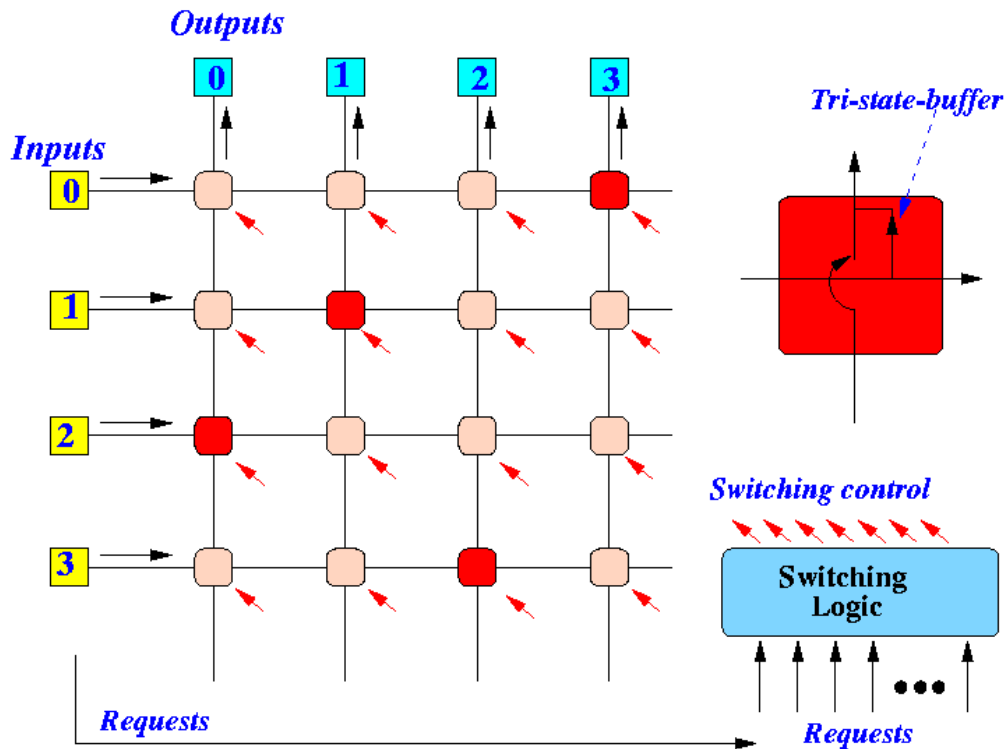 Outputs
0 1 2 3
Tri-state-buffer
Inputs
0
1
2
3
Switching control
Switching
Logic
Requests
Requests